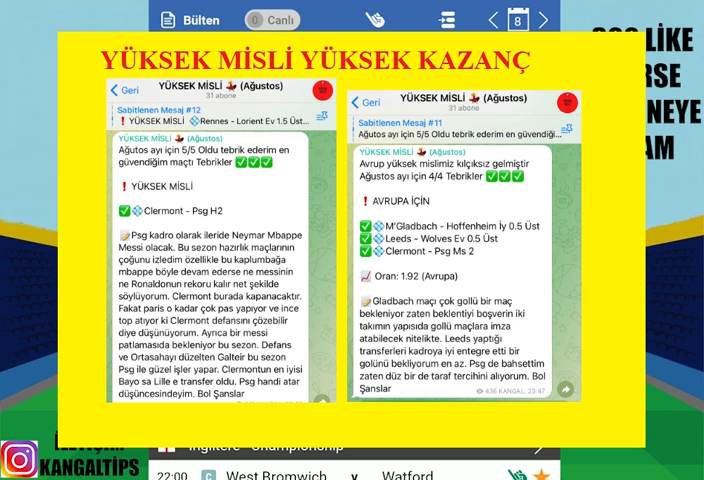 Bülten
0 Canlı
8
LİKE
YÜKSEK MİSLİ YÜKSEK KAZANÇ
Geri
YÜKSEK MİSLİ 💃 (Ağustos)
31 abone
Sabitlenen Mesaj #12
❗ YÜKSEK MİSLİ 💠Rennes - Lorient Ev 1.5 Üst...
YÜKSEK MİSLİ 💃 (Ağustos)
Ağutos ayı için 5/5 Oldu tebrik ederim en
güvendiğim maçtı Tebrikler ✅✅✅
❗ YÜKSEK MİSLİ
✅💠Clermont - Psg H2
📝Psg kadro olarak ileride Neymar Mbappe
Messi olacak. Bu sezon hazırlık maçlarının
çoğunu izledim özellikle bu kaplumbağa
mbappe böyle devam ederse ne messinin
ne Ronaldonun rekoru kalır net şekilde
söylüyorum. Clermont burada kapanacaktır.
Fakat paris o kadar çok pas yapıyor ve ince
top atıyor ki Clermont defansını çözebilir
diye düşünüyorum. Ayrıca bir messi
patlamasıda bekleniyor bu sezon. Defans
ve Ortasahayı düzelten Galteir bu sezon
Psg ile güzel işler yapar. Clermontun en iyisi
Bayo sa Lille e transfer oldu. Psg handi atar
düşüncesindeyim. Bol Şanslar
Geri
YÜKSEK MİSLİ 💃 (Ağustos)
31 abone
Sabitlenen Mesaj #11
Ağustos ayı için 5/5 Oldu tebrik ederim en güvendiği...
YÜKSEK MİSLİ 💃 (Ağustos)
Avrup yüksek mislimiz kılçıksız gelmiştir
Ağustos ayı için 4/4 Tebrikler ✅✅✅
❗ AVRUPA İÇİN
✅💠M'Gladbach - Hoffenheim İy 0.5 Üst
✅💠Leeds - Wolves Ev 0.5 Üst
✅💠Clermont - Psg Ms 2
📈 Oran: 1.92 (Avrupa)
📝Gladbach maçı çok gollü bir maç
bekleniyor zaten beklentiyi boşverin iki
takımın yapısıda gollü maçlara imza
atabilecek nitelikte. Leeds yaptığı
transferleri kadroya iyi entegre etti bir
golünü bekliyorum en az. Psg de bahsettim
zaten düz bir de taraf tercihini alıyorum. Bol
Şanslar
436 KANGAL, 23:47
KANGALTİPS
İngiltere - Championship
22:00 C West Bromwich v Watford